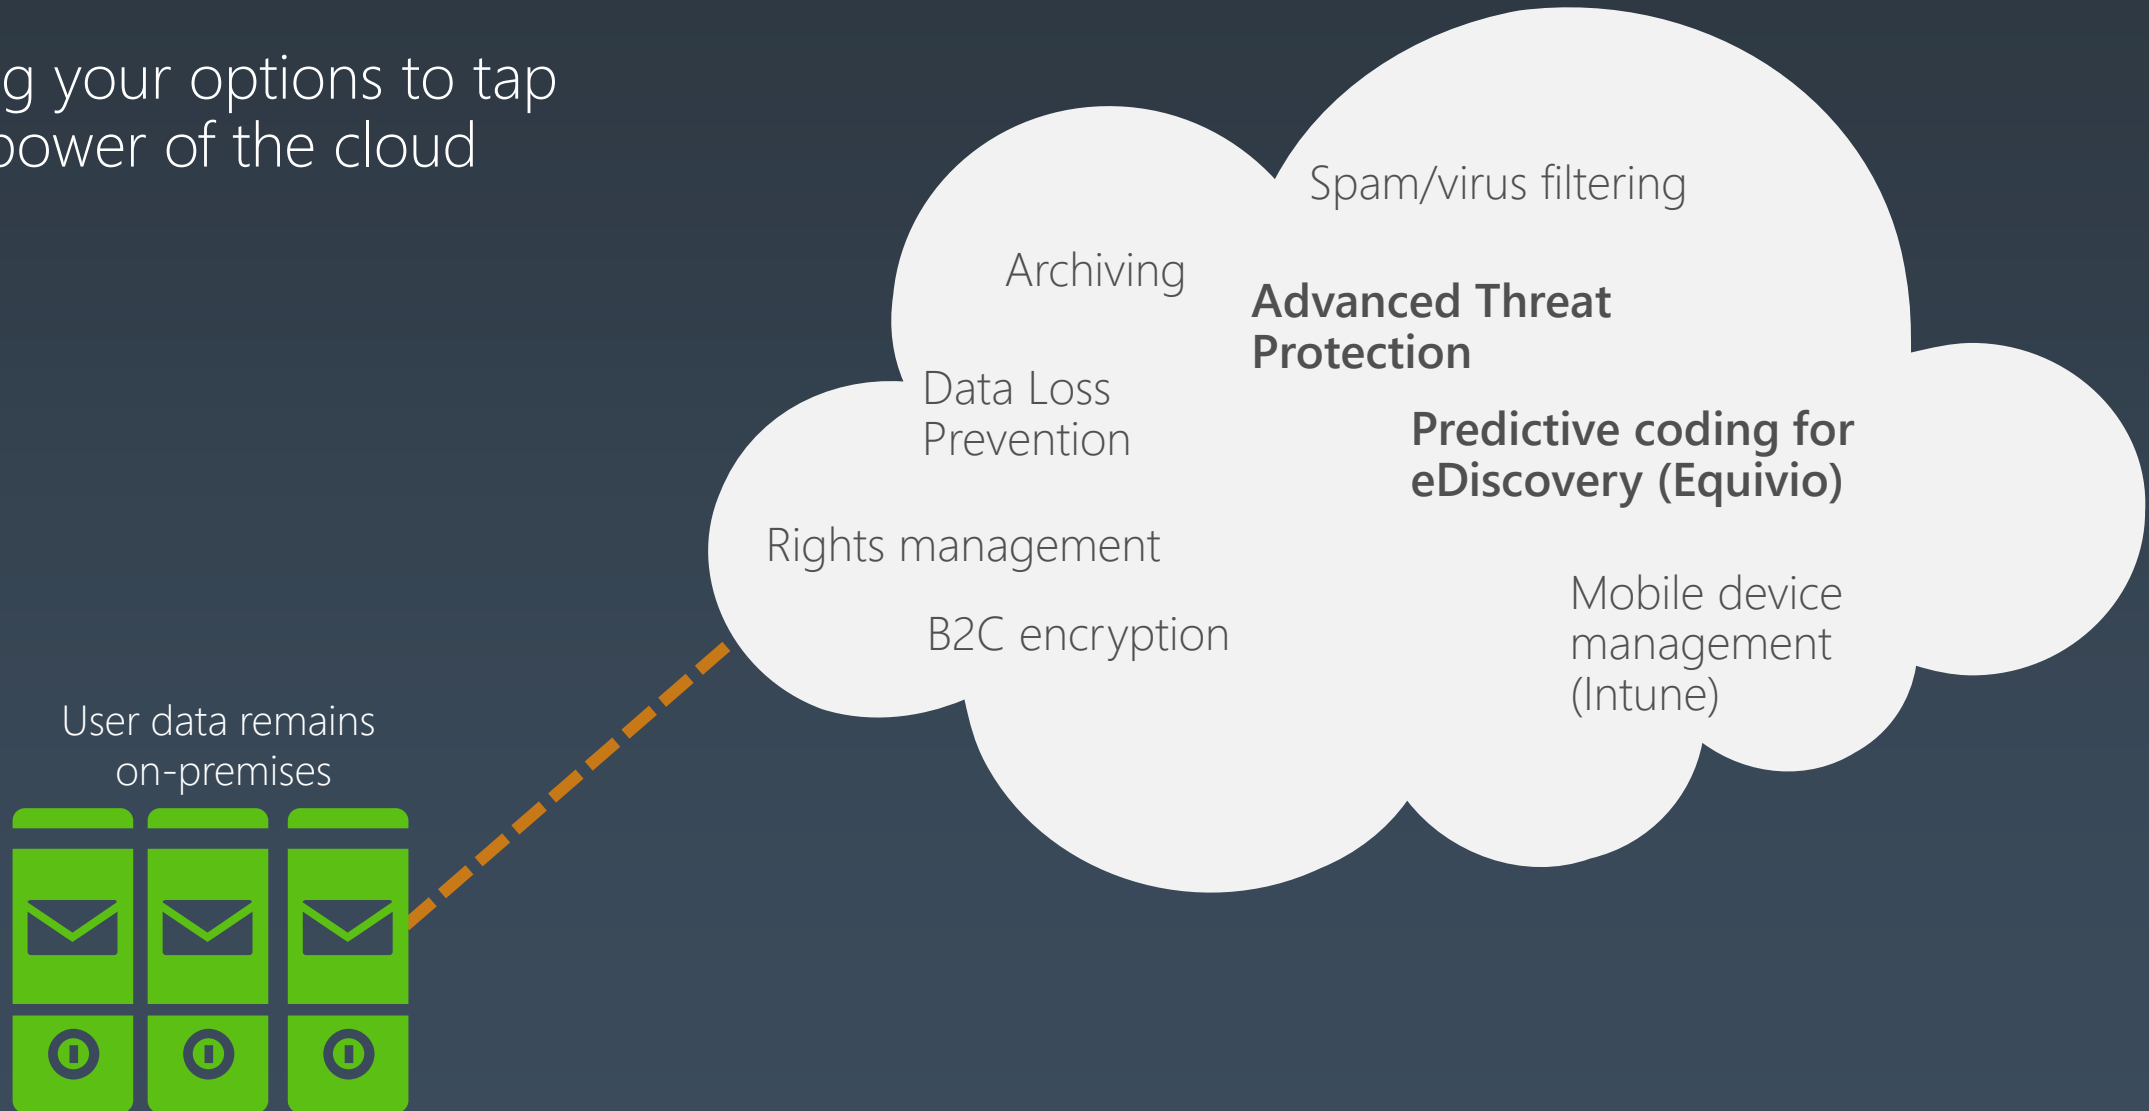 g your options to tap
power of the cloud
Spam/virus filtering
Archiving
Advanced Threat
Protection
Data Loss
Prevention
Predictive coding for
eDiscovery (Equivio)
Rights management
B2C encryption
Mobile device
management
(Intune)
User data remains
on-premises